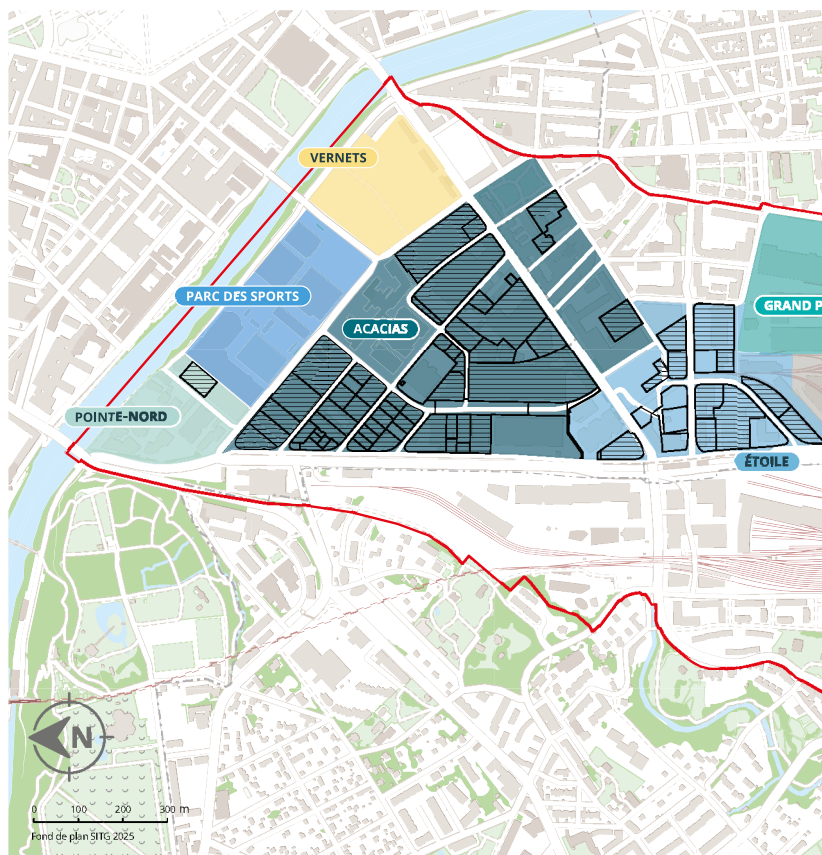 VERNETS
PARC DES SPORTS
GRAND P
ACACIAS
POINTE-NORD
ÉTOILE
N
0 100 200 300 m
Fond de plan SITG 2025